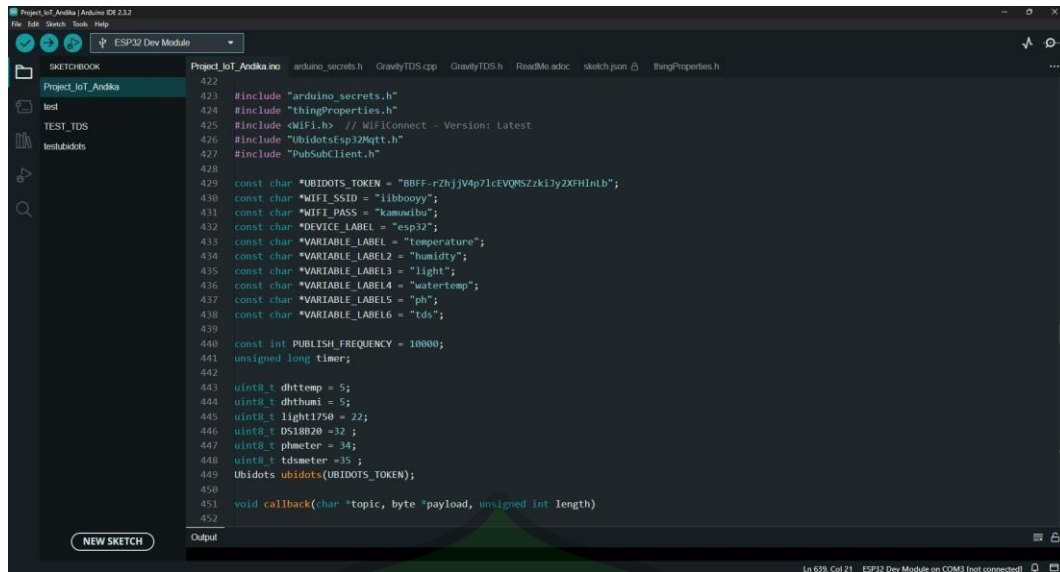 Project_IoT_Andika | Arduino IDE 2.3.2
File Edit Sketch Tools Help
ESP32 Dev Module
SKETCHBOOK
Project_IoT_Andika
test
TEST_TDS
testubidots
NEW SKETCH
Project_IoT_Andika.ino arduino_secrets.h GravityTDS.cpp GravityTDS.h ReadMe.adoc sketch.json thingProperties.h
422
423 #include "arduino_secrets.h"
424 #include "thingProperties.h"
425 #include <WiFi.h> // WiFiConnect - Version: Latest
426 #include "UbidotsEsp32Mqtt.h"
427 #include "PubSubClient.h"
428
429 const char *UBIDOTS_TOKEN = "BBFF-rZhjjV4p7lcEVQMSZzkiJy2XFHlnLb";
430 const char *WIFI_SSID = "iibbooyy";
431 const char *WIFI_PASS = "kamuwibu";
432 const char *DEVICE_LABEL = "esp32";
433 const char *VARIABLE_LABEL = "temperature";
434 const char *VARIABLE_LABEL2 = "humidty";
435 const char *VARIABLE_LABEL3 = "light";
436 const char *VARIABLE_LABEL4 = "watertemp";
437 const char *VARIABLE_LABEL5 = "ph";
438 const char *VARIABLE_LABEL6 = "tds";
439
440 const int PUBLISH_FREQUENCY = 10000;
441 unsigned long timer;
442
443 uint8_t dhttemp = 5;
444 uint8_t dhthumi = 5;
445 uint8_t light1750 = 22;
446 uint8_t DS18B20 =32 ;
447 uint8_t phmeter = 34;
448 uint8_t tdsmeter =35 ;
449 Ubidots ubidots(UBIDOTS_TOKEN);
450
451 void callback(char *topic, byte *payload, unsigned int length)
452
Output
Ln 639, Col 21 ESP32 Dev Module on COM3 [not connected]